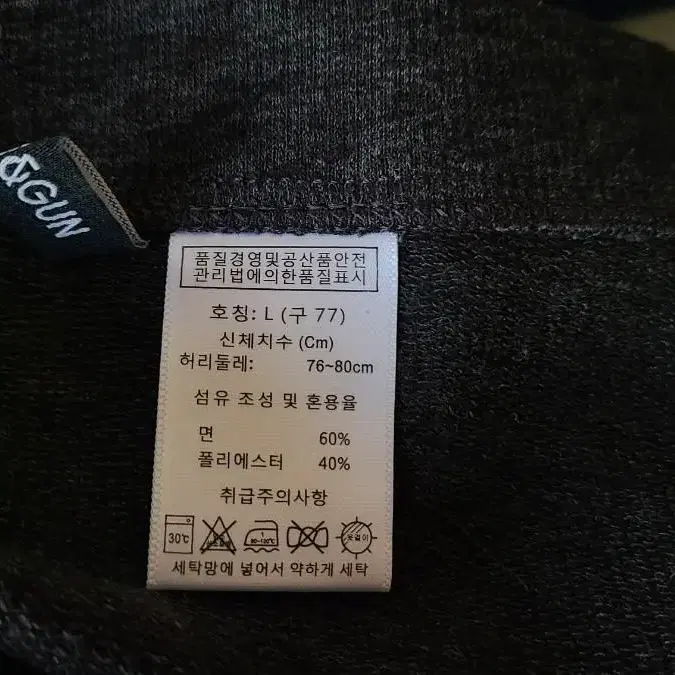 &GUN
품질경영및공산품안전
관리법에의한품질표시
호칭: L (구 77)
신체치수 (Cm)
허리둘레: 76~80cm
섬유 조성 및 혼용율
면 60%
폴리에스터 40%
취급주의사항
30℃ 옷걸이
세탁망에 넣어서 약하게 세탁